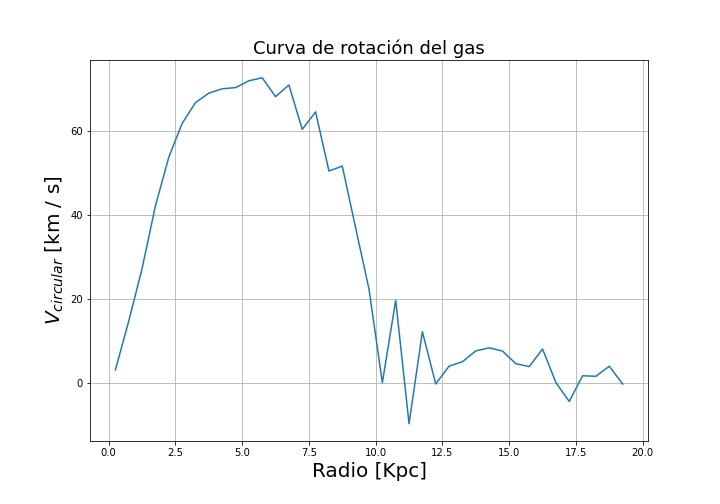 Curva de rotación del gas
V_circular [km / s]
60
40
20
0
0.0 2.5 5.0 7.5 10.0 12.5 15.0 17.5 20.0
Radio [Kpc]